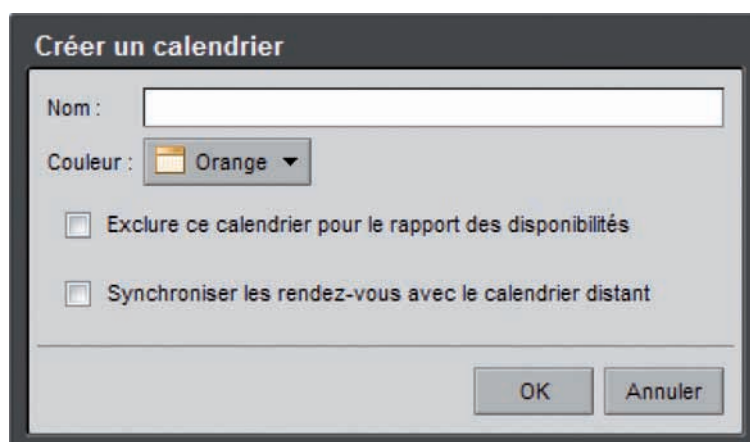 Créer un calendrier
Nom :
Couleur : Orange
Exclure ce calendrier pour le rapport des disponibilités
Synchroniser les rendez-vous avec le calendrier distant
OK Annuler